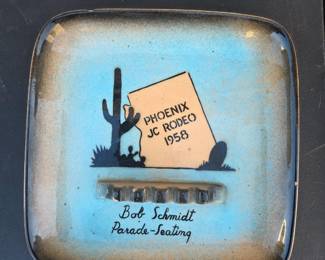 PHOENIX
JC RODEO
1958
Bob Schmidt
Parade-Seating